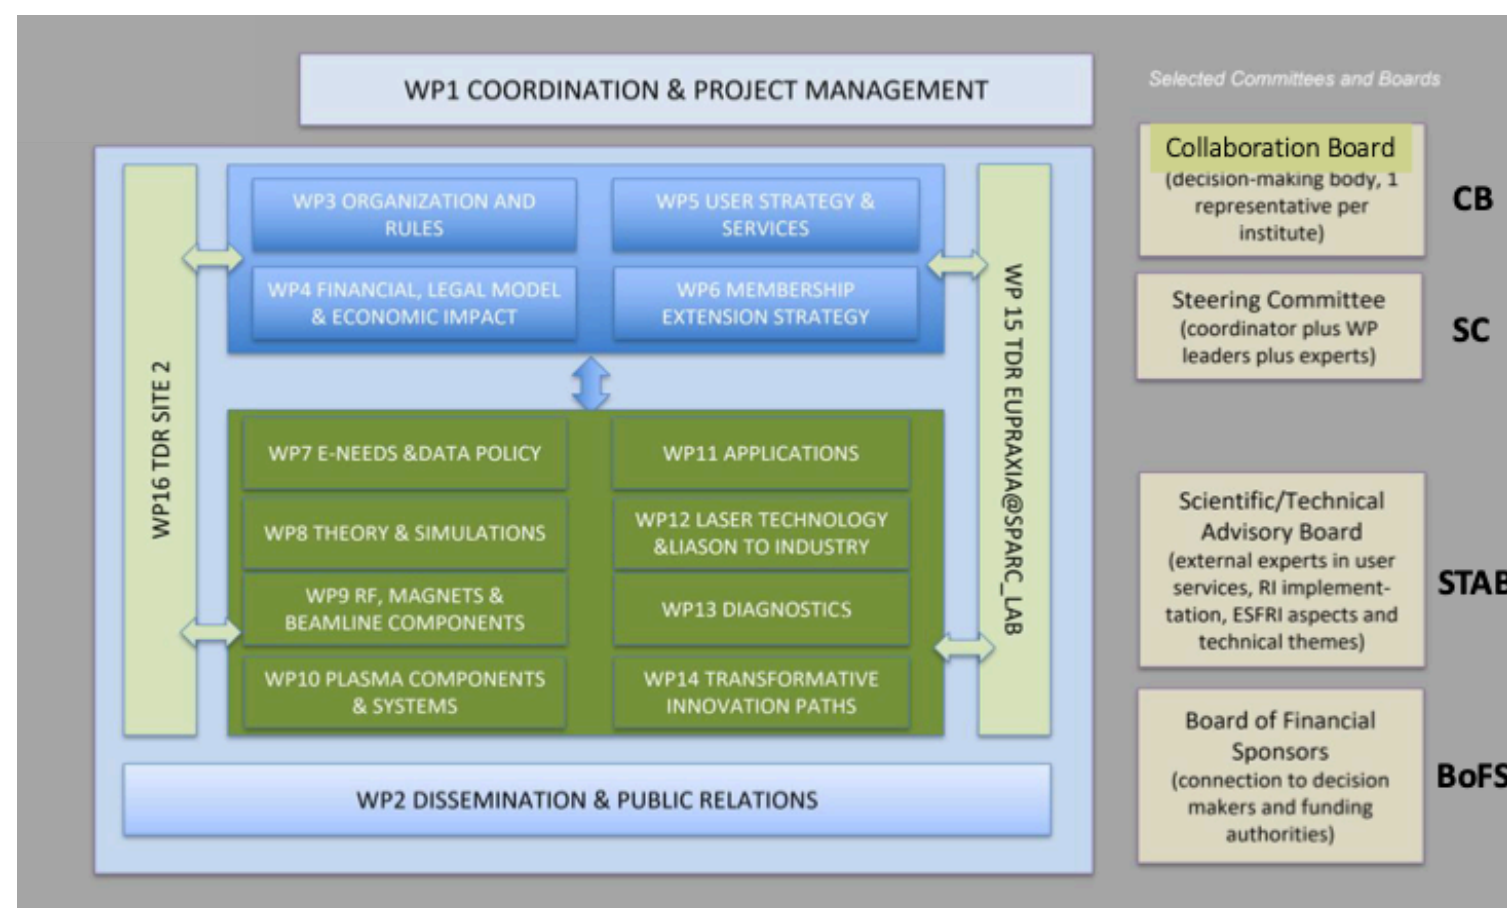 WP1 COORDINATION & PROJECT MANAGEMENT
WP16 TDR SITE 2
WP3 ORGANIZATION AND
RULES
WP5 USER STRATEGY &
SERVICES
WP4 FINANCIAL, LEGAL MODEL
& ECONOMIC IMPACT
WP6 MEMBERSHIP
EXTENSION STRATEGY
WP7 E-NEEDS &DATA POLICY
WP11 APPLICATIONS
WP8 THEORY & SIMULATIONS
WP12 LASER TECHNOLOGY
&LIASON TO INDUSTRY
WP9 RF, MAGNETS &
BEAMLINE COMPONENTS
WP13 DIAGNOSTICS
WP10 PLASMA COMPONENTS
& SYSTEMS
WP14 TRANSFORMATIVE
INNOVATION PATHS
WP 15 TDR EUPRAXIA@SPARC_LAB
WP2 DISSEMINATION & PUBLIC RELATIONS
Selected Committees and Boards
Collaboration Board
(decision-making body, 1
representative per
institute)
CB
Steering Committee
(coordinator plus WP
leaders plus experts)
SC
Scientific/Technical
Advisory Board
(external experts in user
services, RI implement-
tation, ESFRI aspects and
technical themes)
STAB
Board of Financial
Sponsors
(connection to decision
makers and funding
authorities)
BoFS